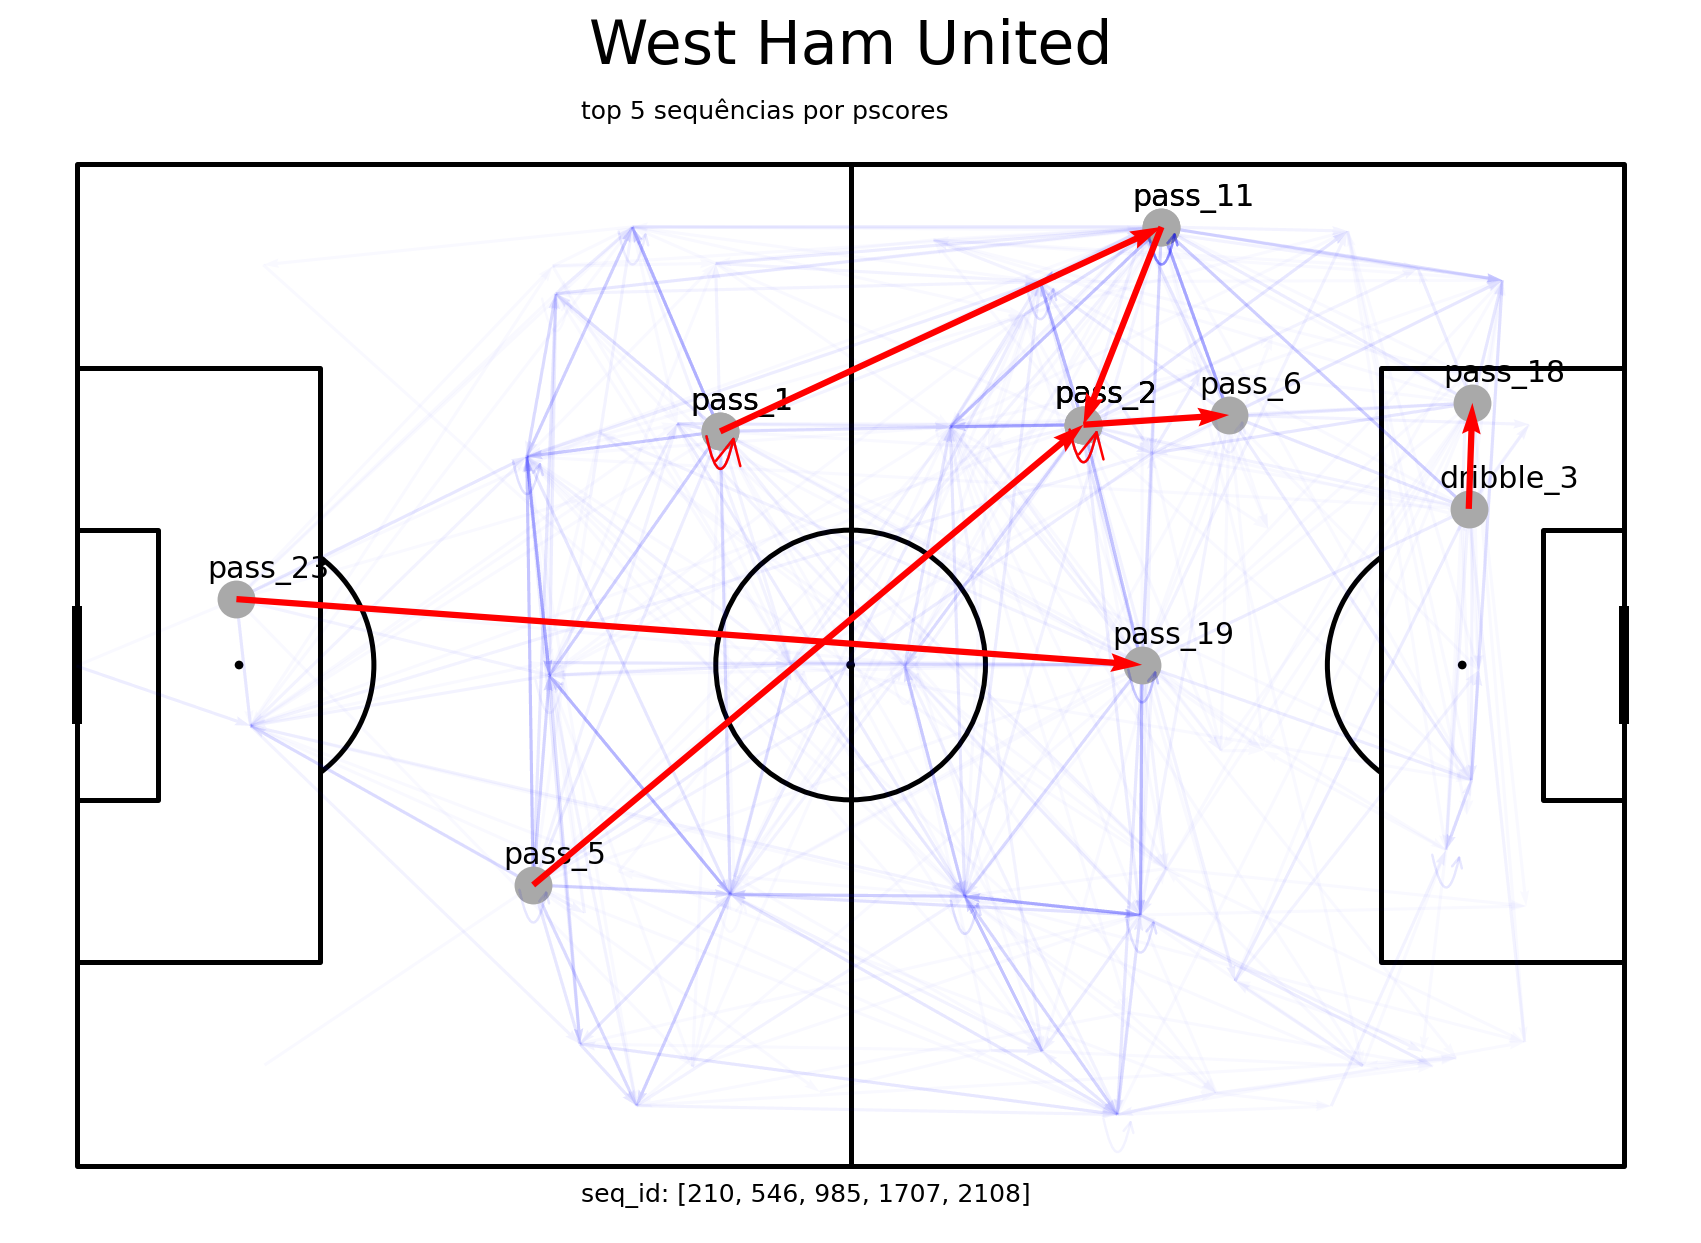 West Ham United
top 5 sequências por pscores
pass_11
pass_18
pass_6
pass_2
pass_1
dribble_3
pass_23
pass_19
pass_5
seq_id: [210, 546, 985, 1707, 2108]